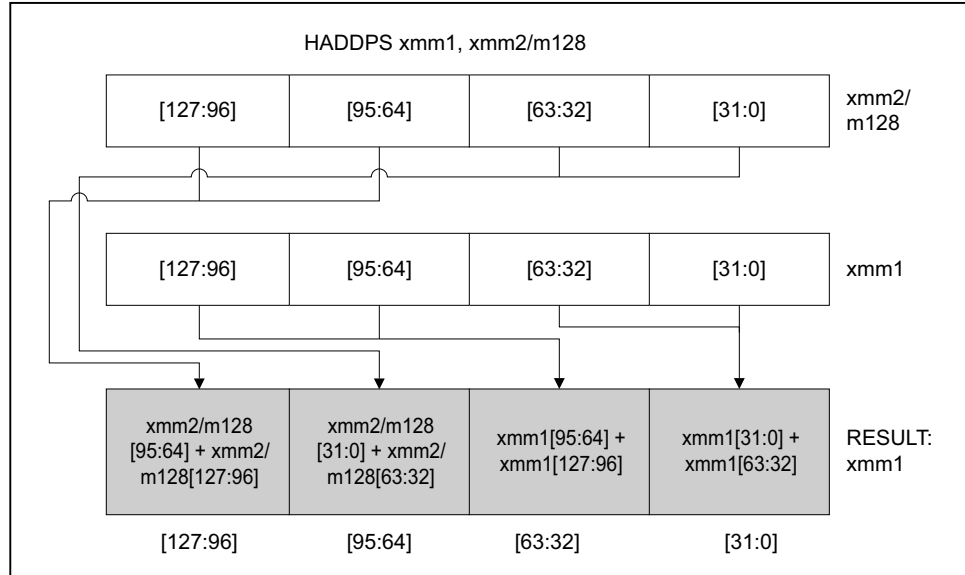 HADDPS xmm1, xmm2/m128
[127:96] [95:64] [63:32] [31:0]
xmm2/
m128
[127:96] [95:64] [63:32] [31:0] xmm1
xmm2/m128
[95:64] + xmm2/
m128[127:96]
xmm2/m128
[31:0] + xmm2/
m128[63:32]
xmm1[95:64] +
xmm1[127:96]
xmm1[31:0] +
xmm1[63:32]
RESULT:
xmm1
[127:96] [95:64] [63:32] [31:0]